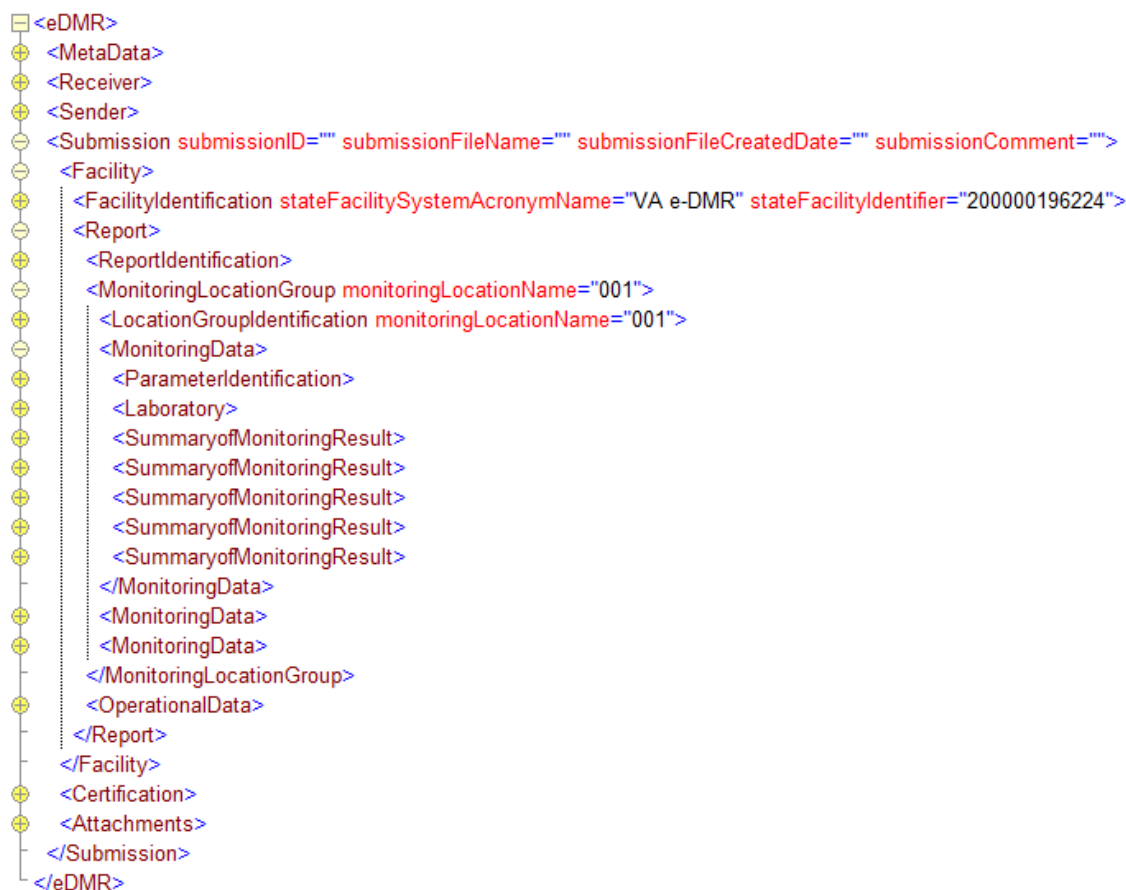 <eDMR>
<MetaData>
<Receiver>
<Sender>
<Submission submissionID="" submissionFileName="" submissionFileCreatedDate="" submissionComment="">
<Facility>
<FacilityIdentification stateFacilitySystemAcronymName="VA e-DMR" stateFacilityIdentifier="200000196224">
<Report>
<ReportIdentification>
<MonitoringLocationGroup monitoringLocationName="001">
<LocationGroupIdentification monitoringLocationName="001">
<MonitoringData>
<ParameterIdentification>
<Laboratory>
<SummaryofMonitoringResult>
<SummaryofMonitoringResult>
<SummaryofMonitoringResult>
<SummaryofMonitoringResult>
<SummaryofMonitoringResult>
</MonitoringData>
<MonitoringData>
<MonitoringData>
</MonitoringLocationGroup>
<OperationalData>
</Report>
</Facility>
<Certification>
<Attachments>
</Submission>
</eDMR>